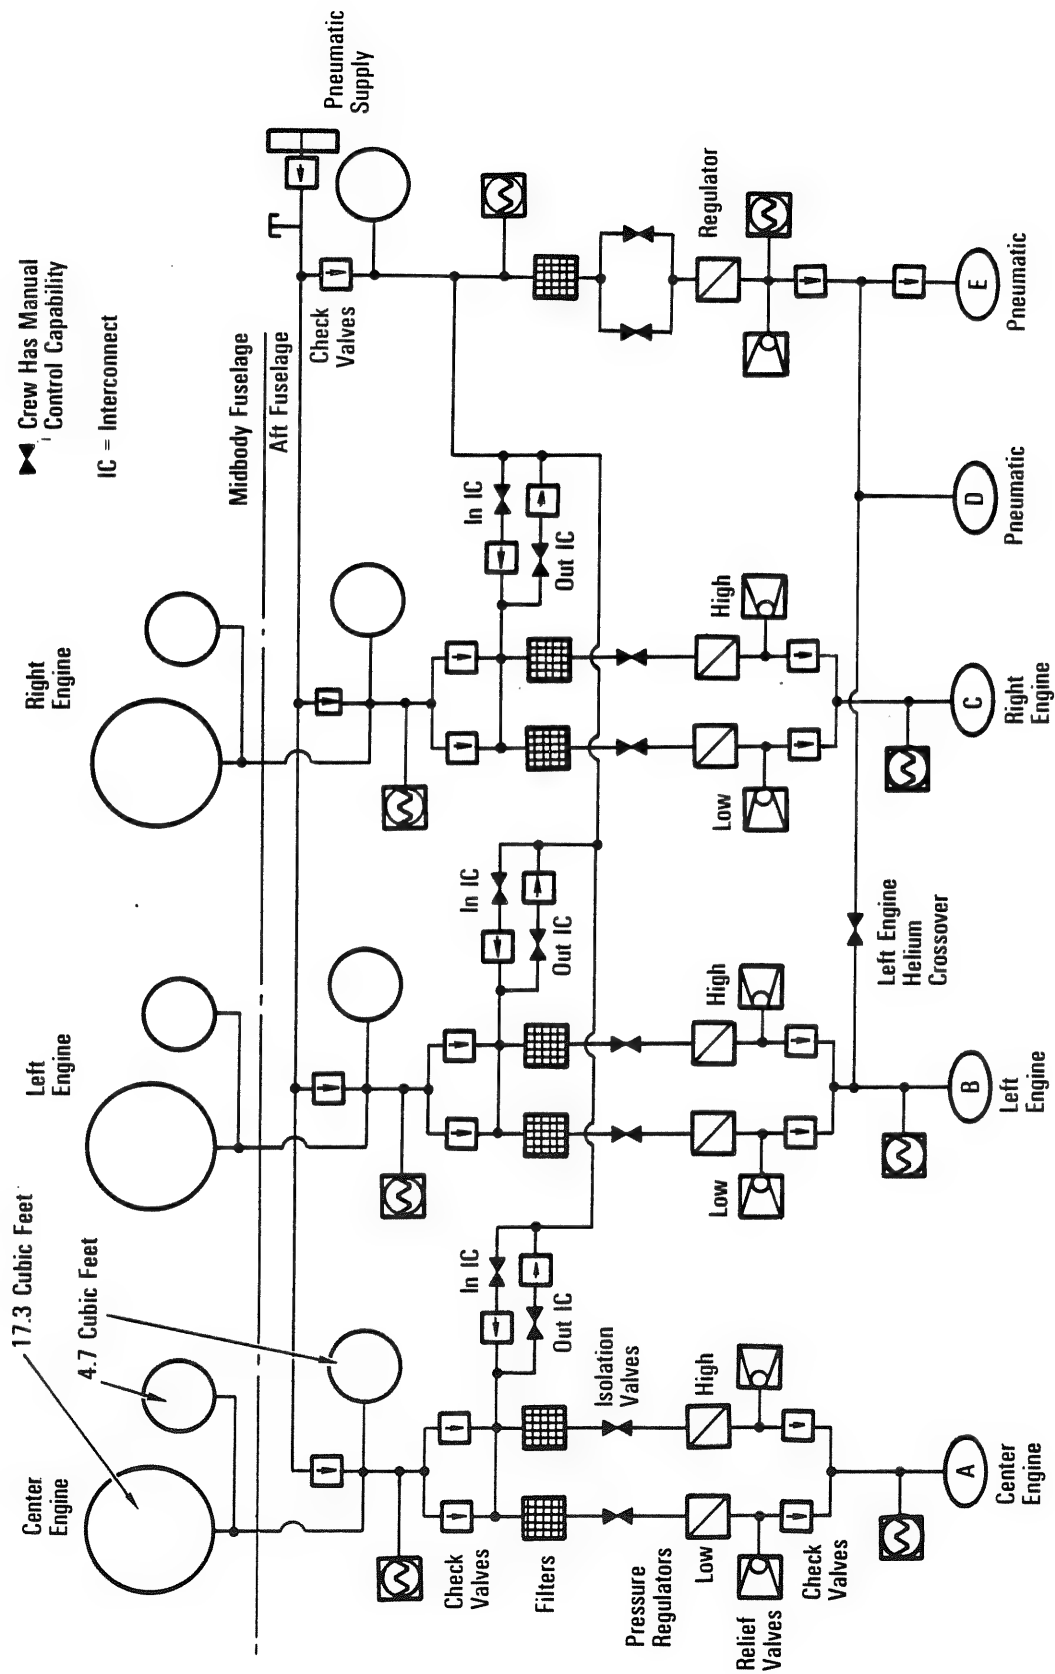 Crew Has Manual
Control Capability
IC = Interconnect
Midbody Fuselage
Aft Fuselage
17.3 Cubic Feet
4.7 Cubic Feet
Center
Engine
Left
Engine
Right
Engine
Pneumatic
Supply
Check
Valves
In IC
Out IC
In IC
Out IC
In IC
Out IC
Check
Valves
Filters
Isolation
Valves
Pressure
Regulators
Low
High
Low
High
Low
High
Regulator
Relief
Valves
Check
Valves
Left Engine
Helium
Crossover
A
Center
Engine
B
Left
Engine
C
Right
Engine
D
Pneumatic
E
Pneumatic